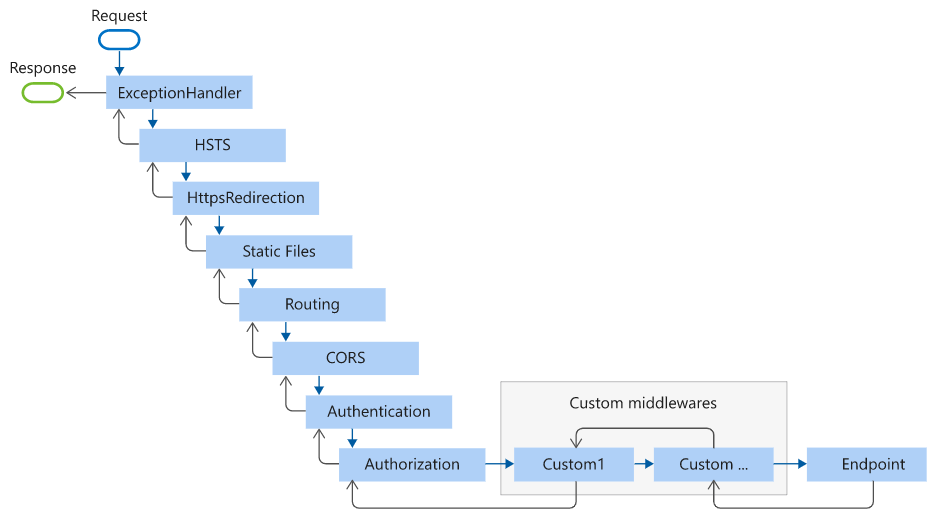 Request
Response
ExceptionHandler
HSTS
HttpsRedirection
Static Files
Routing
CORS
Authentication
Custom middlewares
Authorization
Custom1
Custom ...
Endpoint